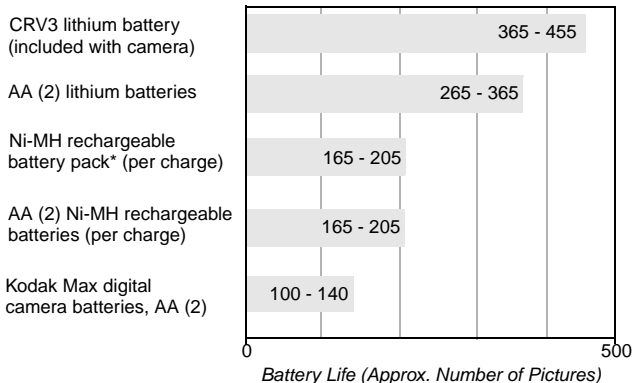 CRV3 lithium battery
(included with camera)
365 - 455
AA (2) lithium batteries
265 - 365
Ni-MH rechargeable
battery pack* (per charge)
165 - 205
AA (2) Ni-MH rechargeable
batteries (per charge)
165 - 205
Kodak Max digital
camera batteries, AA (2)
100 - 140
0
500
Battery Life (Approx. Number of Pictures)